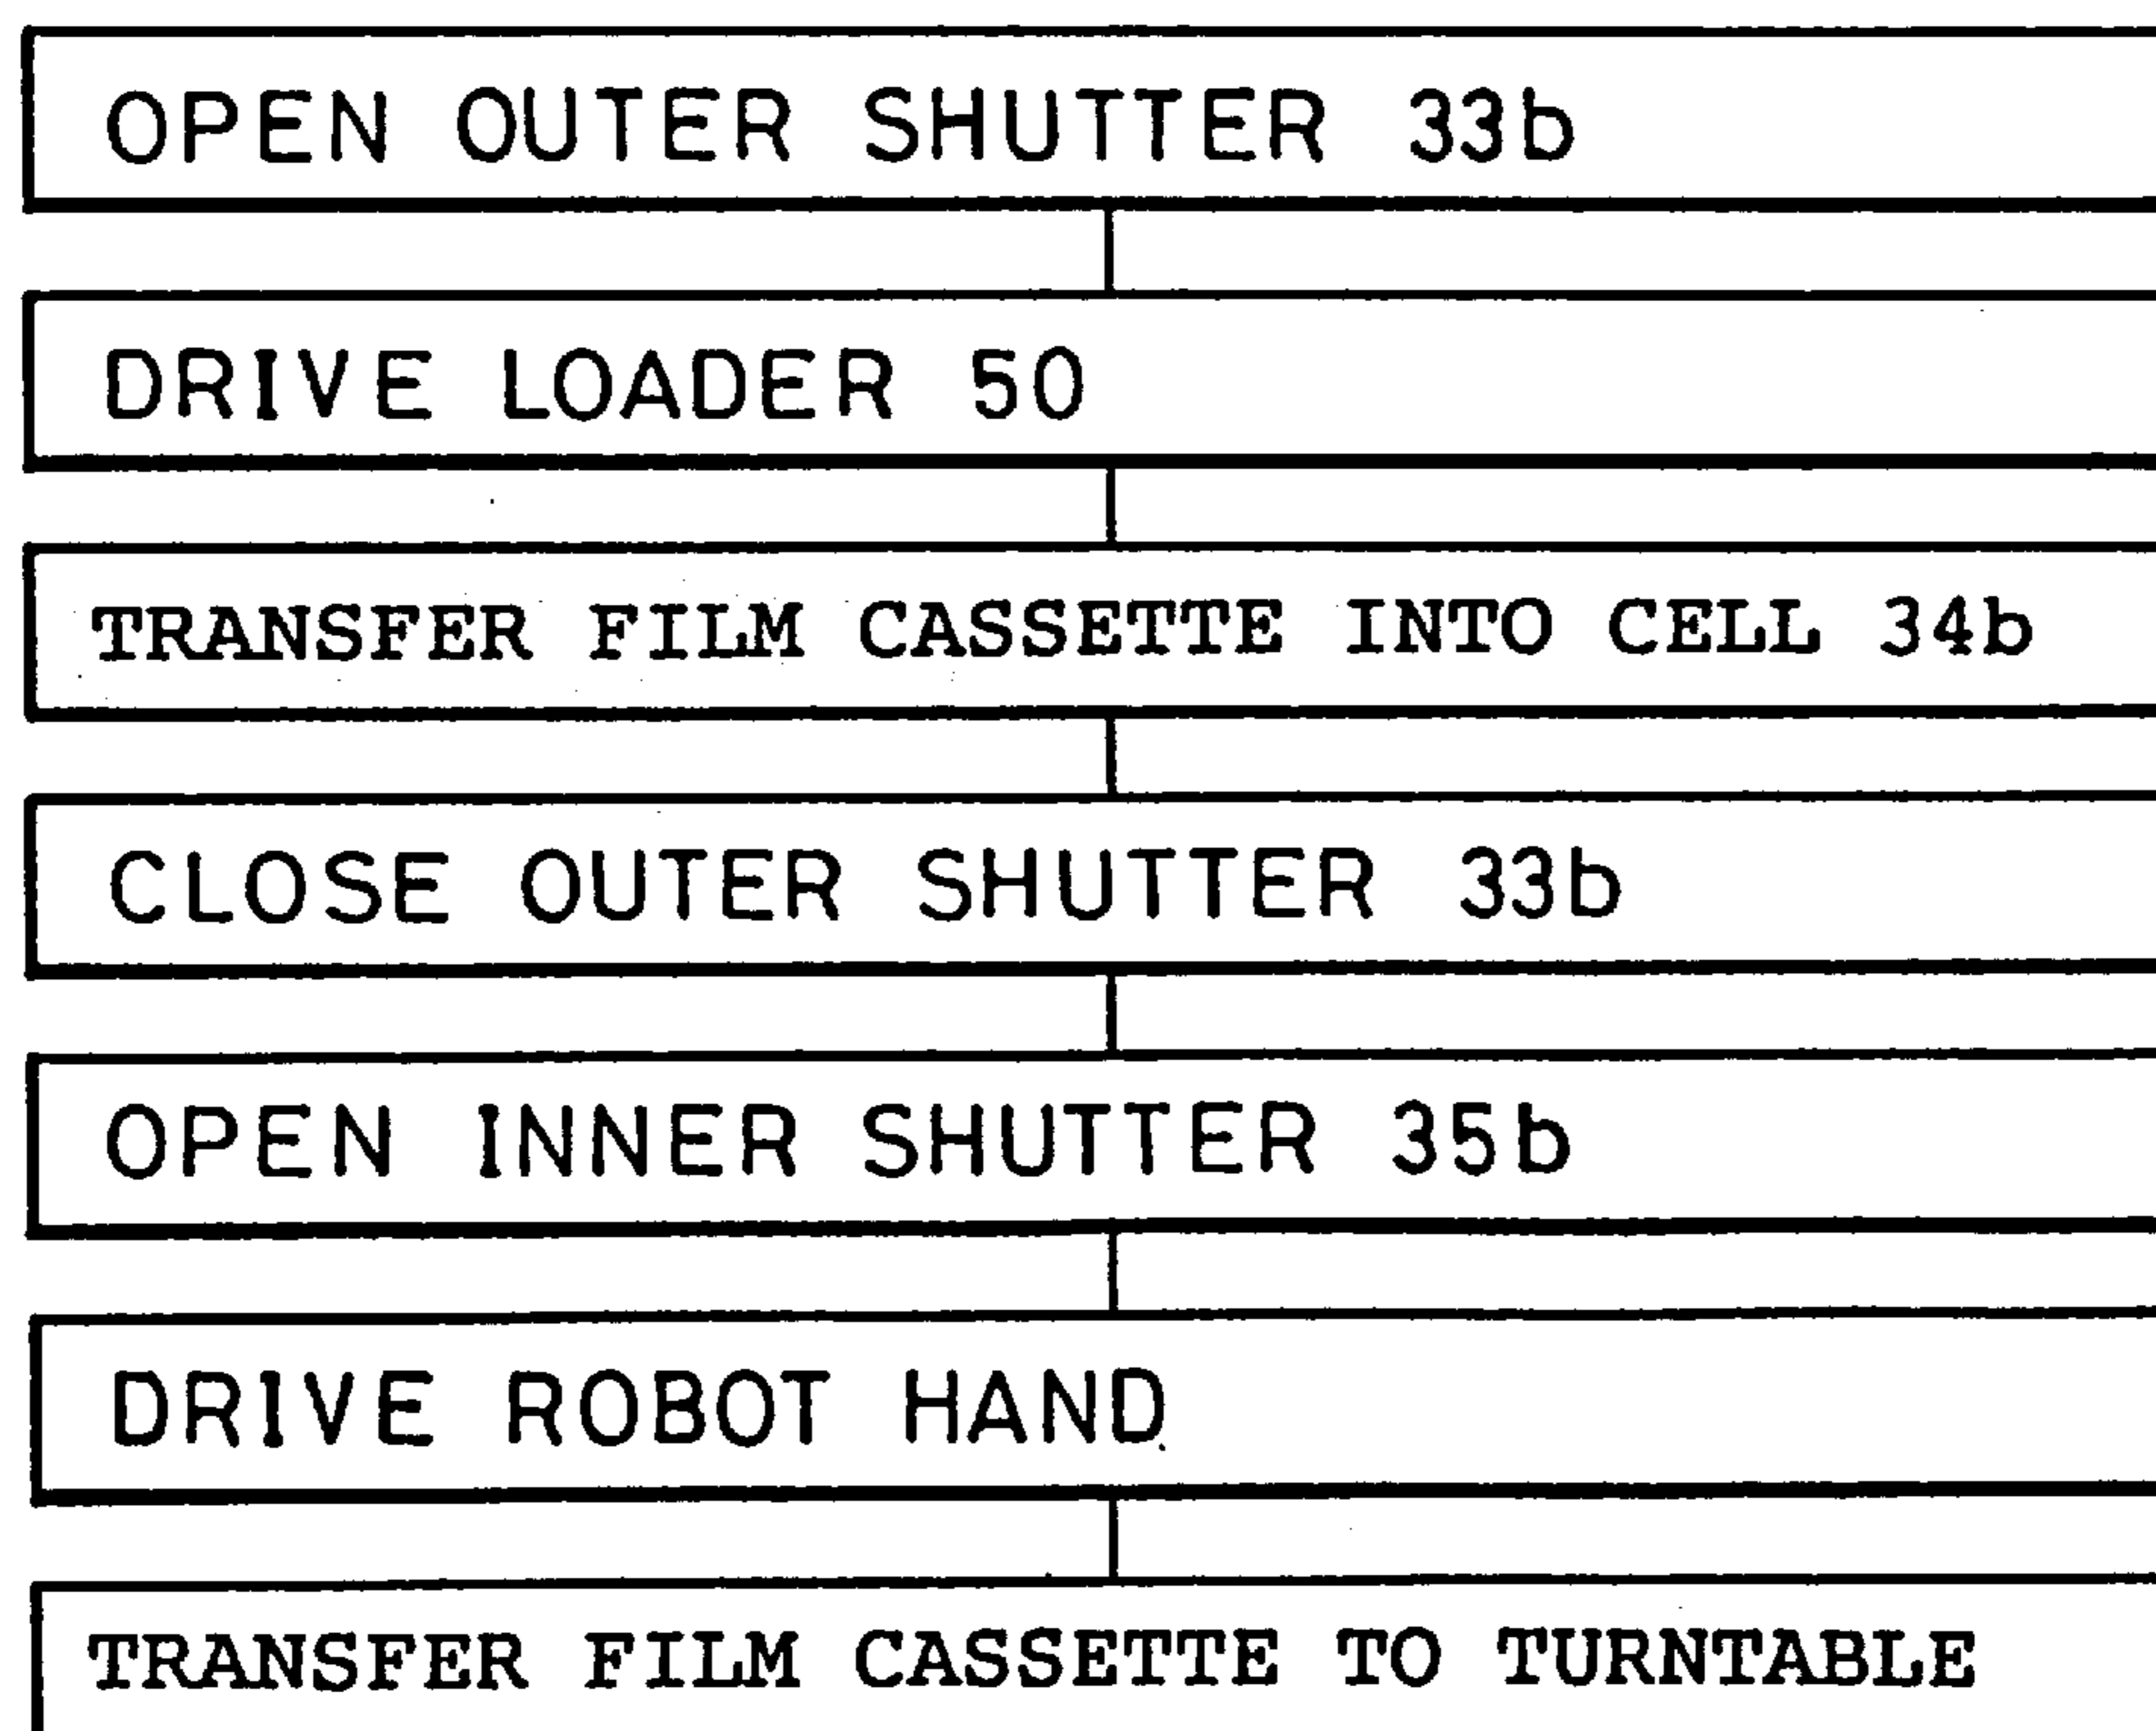 OPEN OUTER SHUTTER 33b
DRIVE LOADER 50
TRANSFER FILM CASSETTE INTO CELL 34b
CLOSE OUTER SHUTTER 33b
OPEN INNER SHUTTER 35b
DRIVE ROBOT HAND
TRANSFER FILM CASSETTE TO TURNTABLE